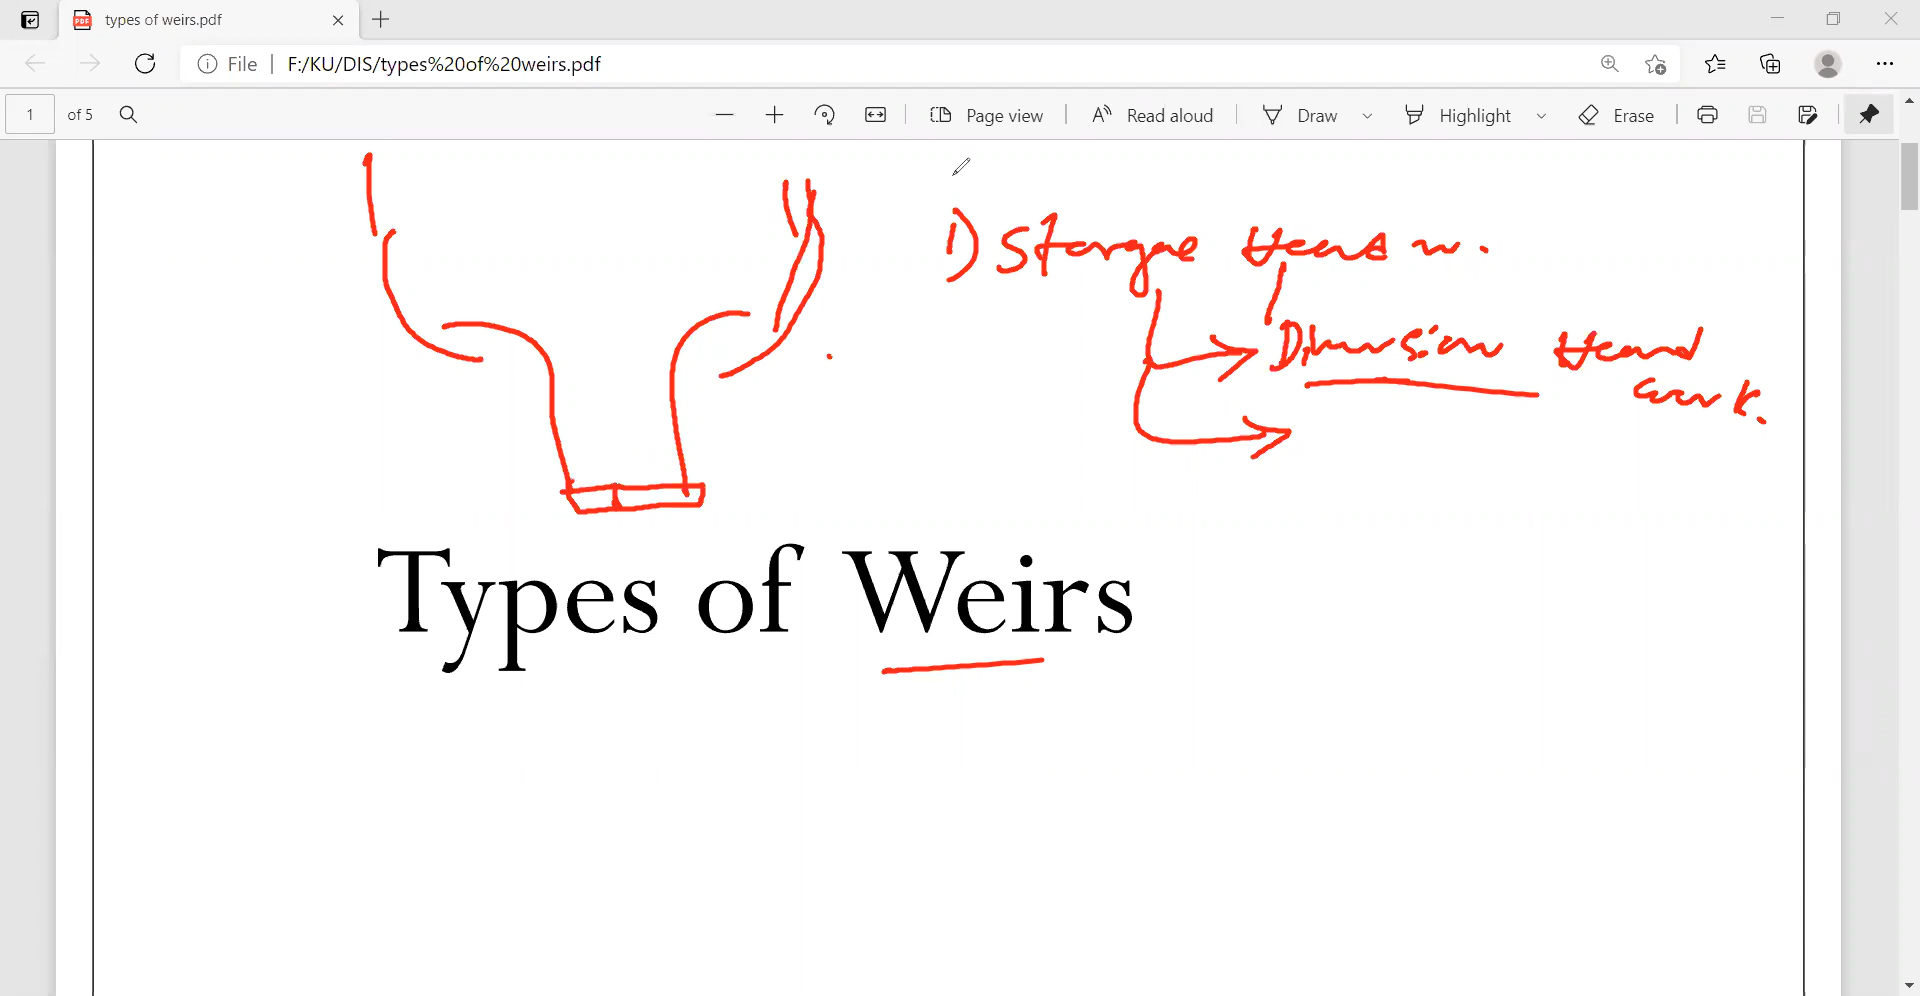 types of weirs.pdf
File | F:/KU/DIS/types%20of%20weirs.pdf
1 of 5 Page view Read aloud Draw Highlight Erase
1) Storgae Head w.
Diversion Head
work.
Types of Weirs